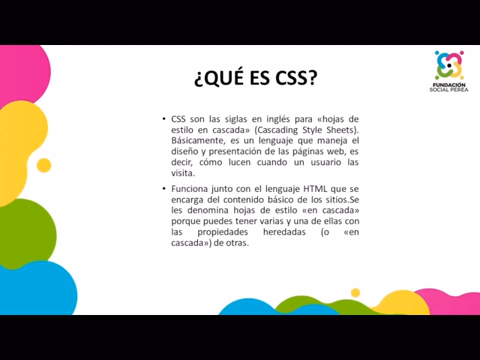 FUNDACIÓN
SOCIAL PEREA
¿QUÉ ES CSS?
• CSS son las siglas en inglés para «hojas de
estilo en cascada» (Cascading Style Sheets).
Básicamente, es un lenguaje que maneja el
diseño y presentación de las páginas web, es
decir, cómo lucen cuando un usuario las
visita.
• Funciona junto con el lenguaje HTML que se
encarga del contenido básico de los sitios.Se
les denomina hojas de estilo «en cascada»
porque puedes tener varias y una de ellas con
las propiedades heredadas (o «en
cascada») de otras.